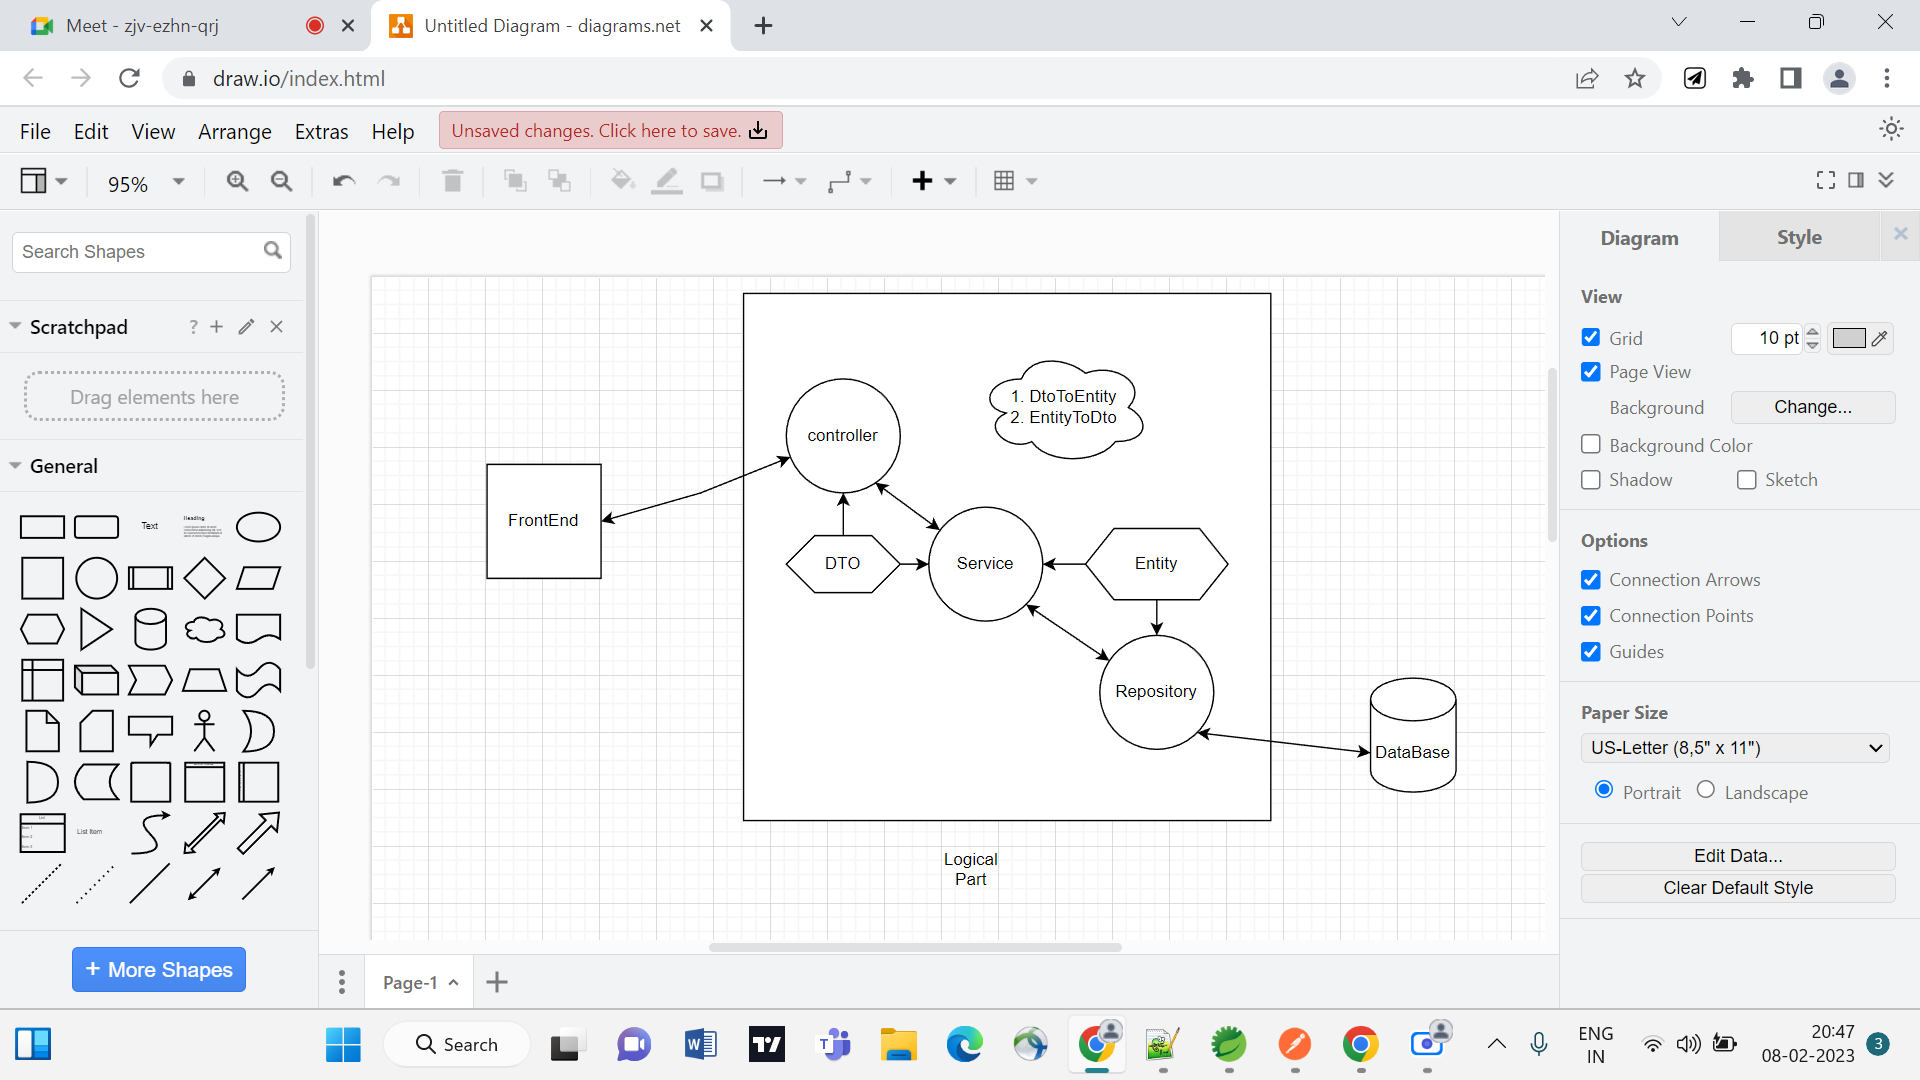 Meet - zjv-ezhn-qrj
Untitled Diagram - diagrams.net
draw.io/index.html
File Edit View Arrange Extras Help
Unsaved changes. Click here to save.
95%
Search Shapes
Scratchpad
?
Drag elements here
General
Text
Heading
List
List Item
+ More Shapes
FrontEnd
controller
1. DtoToEntity
2. EntityToDto
DTO
Service
Entity
Repository
DataBase
Logical
Part
Page-1
Diagram
Style
View
Grid
10 pt
Page View
Background
Change...
Background Color
Shadow
Sketch
Options
Connection Arrows
Connection Points
Guides
Paper Size
US-Letter (8,5" x 11")
Portrait
Landscape
Edit Data...
Clear Default Style
Search
ENG
IN
20:47
08-02-2023
3